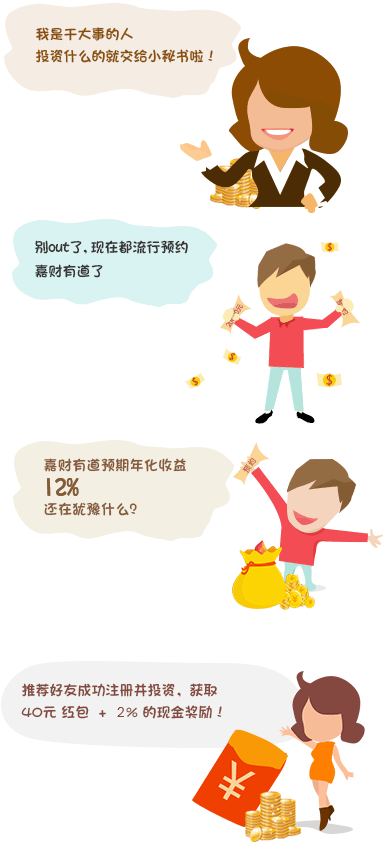 我是干大事的人
投资什么的就交给小秘书啦！
别out了,现在都流行预约
嘉财有道了
嘉财有道预期年化收益
12%
还在犹豫什么?
推荐好友成功注册并投资，获取
40元 红包 + 2% 的现金奖励！
¥